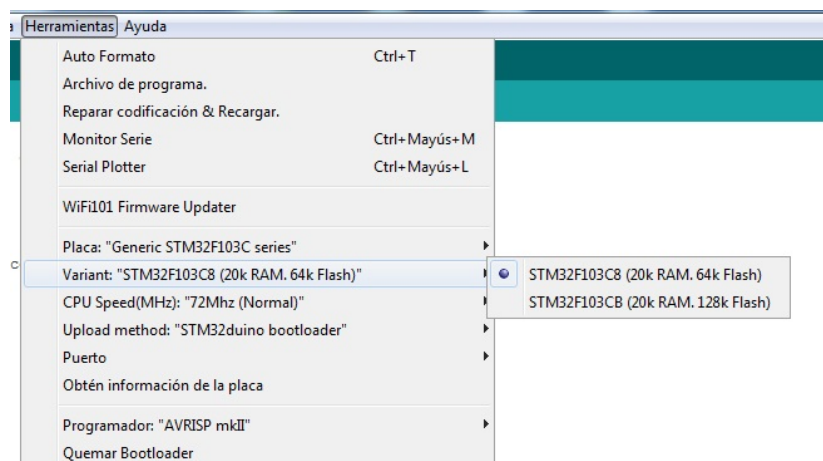 a Herramientas Ayuda
Auto Formato Ctrl+T
Archivo de programa.
Reparar codificación & Recargar.
Monitor Serie Ctrl+Mayús+M
Serial Plotter Ctrl+Mayús+L
WiFi101 Firmware Updater
Placa: "Generic STM32F103C series"
c
Variant: "STM32F103C8 (20k RAM. 64k Flash)"
STM32F103C8 (20k RAM. 64k Flash)
CPU Speed(MHz): "72Mhz (Normal)"
STM32F103CB (20k RAM. 128k Flash)
Upload method: "STM32duino bootloader"
Puerto
Obtén información de la placa
Programador: "AVRISP mkII"
Quemar Bootloader